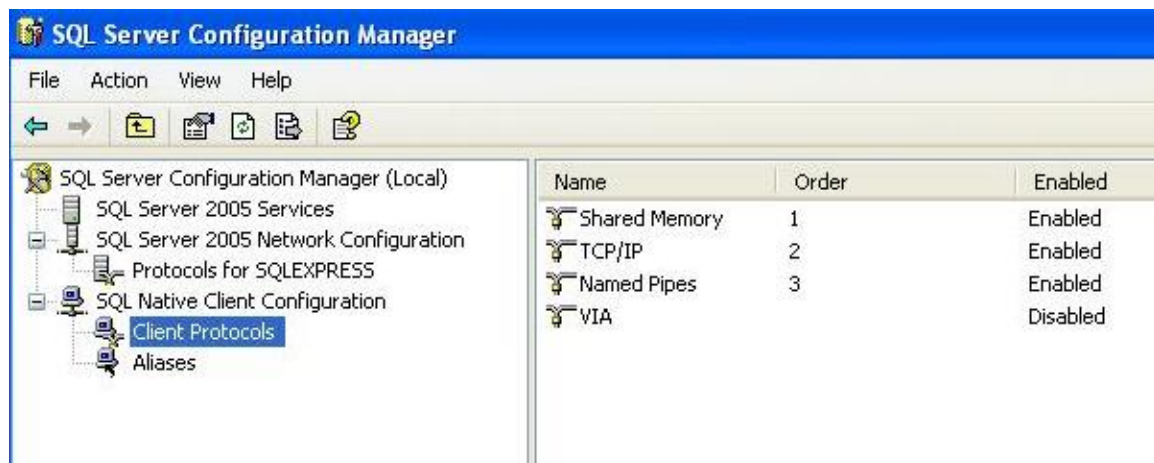 SQL Server Configuration Manager
File Action View Help
SQL Server Configuration Manager (Local)
SQL Server 2005 Services
SQL Server 2005 Network Configuration
Protocols for SQLEXPRESS
SQL Native Client Configuration
Client Protocols
Aliases
Name Order Enabled
Shared Memory 1 Enabled
TCP/IP 2 Enabled
Named Pipes 3 Enabled
VIA Disabled